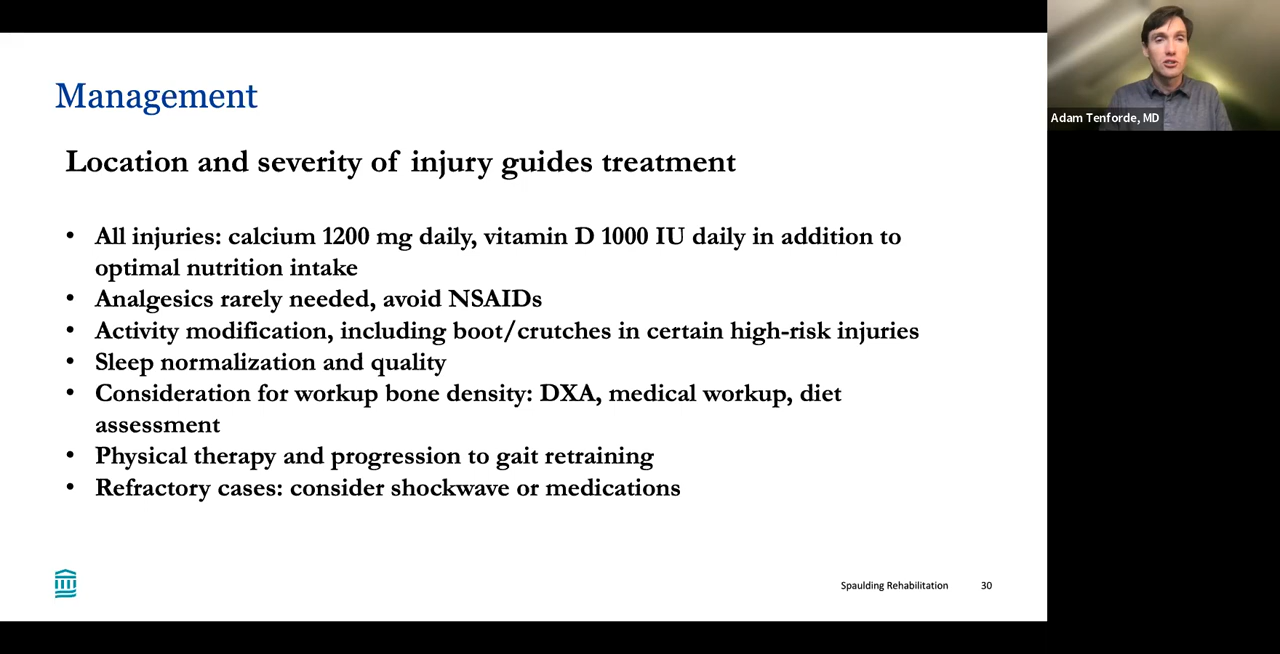 Management
Location and severity of injury guides treatment
• All injuries: calcium 1200 mg daily, vitamin D 1000 IU daily in addition to
optimal nutrition intake
• Analgesics rarely needed, avoid NSAIDs
• Activity modification, including boot/crutches in certain high-risk injuries
• Sleep normalization and quality
• Consideration for workup bone density: DXA, medical workup, diet
assessment
• Physical therapy and progression to gait retraining
• Refractory cases: consider shockwave or medications
Spaulding Rehabilitation 30
Adam Tenforde, MD